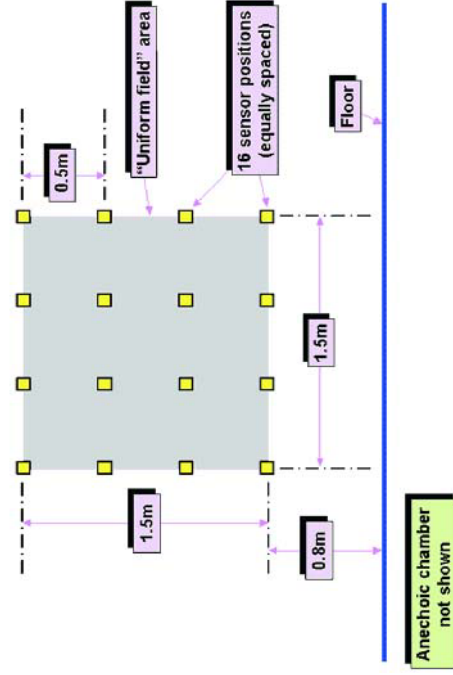 0.5m
"Uniform field" area
16 sensor positions
(equally spaced)
Floor
1.5m
1.5m
0.8m
Anechoic chamber
not shown